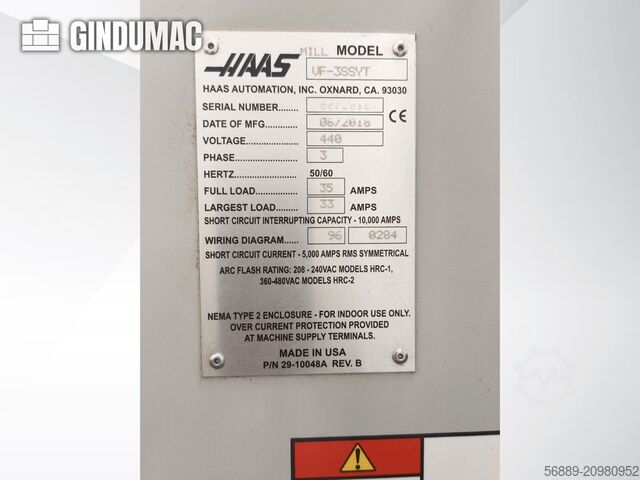 GINDUMAC
HAAS
MILL MODEL
VF-3SSYT
HAAS AUTOMATION, INC. OXNARD, CA. 93030
SERIAL NUMBER........
DATE OF MFG............ 06/2018 CE
VOLTAGE.................... 440
PHASE........................ 3
HERTZ........................ 50/60
FULL LOAD................. 35 AMPS
LARGEST LOAD......... 33 AMPS
SHORT CIRCUIT INTERRUPTING CAPACITY - 10,000 AMPS
WIRING DIAGRAM...... 96 0284
SHORT CIRCUIT CURRENT - 5,000 AMPS RMS SYMMETRICAL
ARC FLASH RATING: 208 - 240VAC MODELS HRC-1,
360-480VAC MODELS HRC-2
NEMA TYPE 2 ENCLOSURE - FOR INDOOR USE ONLY.
OVER CURRENT PROTECTION PROVIDED
AT MACHINE SUPPLY TERMINALS.
MADE IN USA
P/N 29-10048A REV. B
56889-20980952